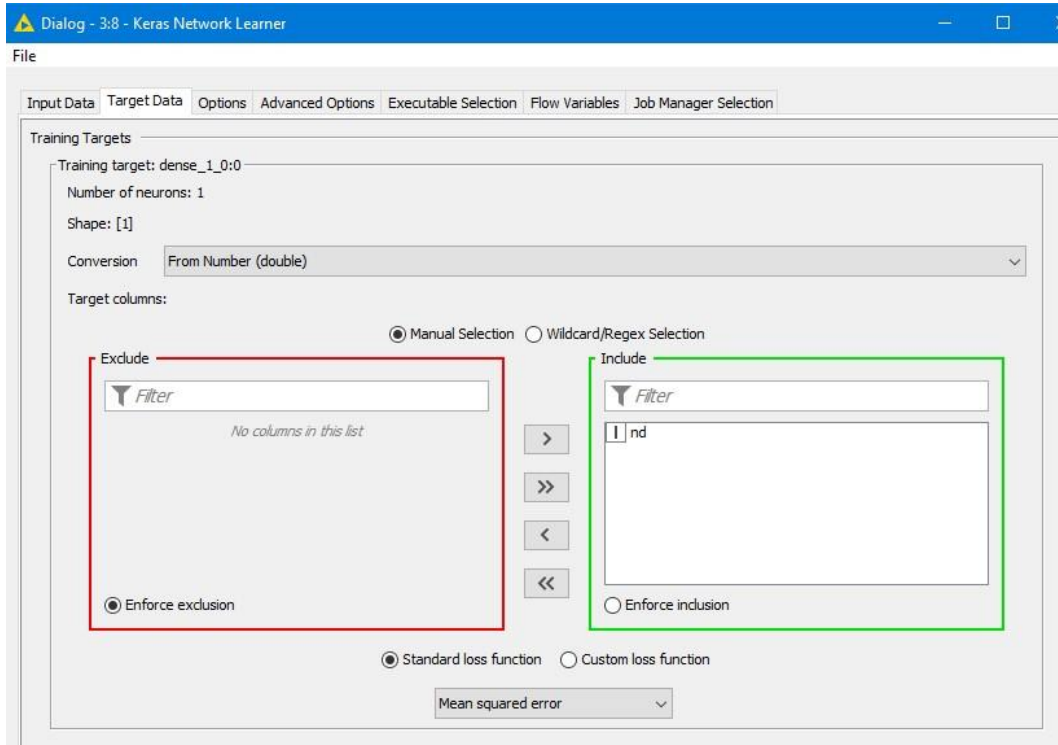 Dialog - 3:8 - Keras Network Learner
File
Input Data Target Data Options Advanced Options Executable Selection Flow Variables Job Manager Selection
Training Targets
Training target: dense_1_0:0
Number of neurons: 1
Shape: [1]
Conversion From Number (double)
Target columns:
Manual Selection Wildcard/Regex Selection
Exclude Include
Filter Filter
No columns in this list
I nd
> 
>>
<
<<
Enforce exclusion Enforce inclusion
Standard loss function Custom loss function
Mean squared error